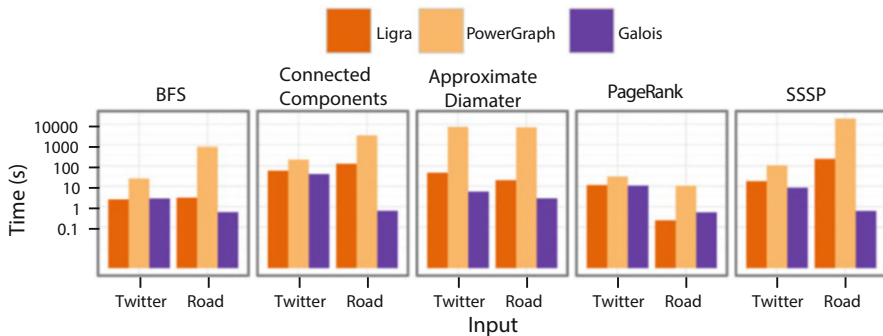 Ligra PowerGraph Galois
BFS
Connected
Components
Approximate
Diamater
PageRank
SSSP
Time (s)
10000
1000
100
10
1
0.1
Twitter Road Twitter Road Twitter Road Twitter Road Twitter Road
Input